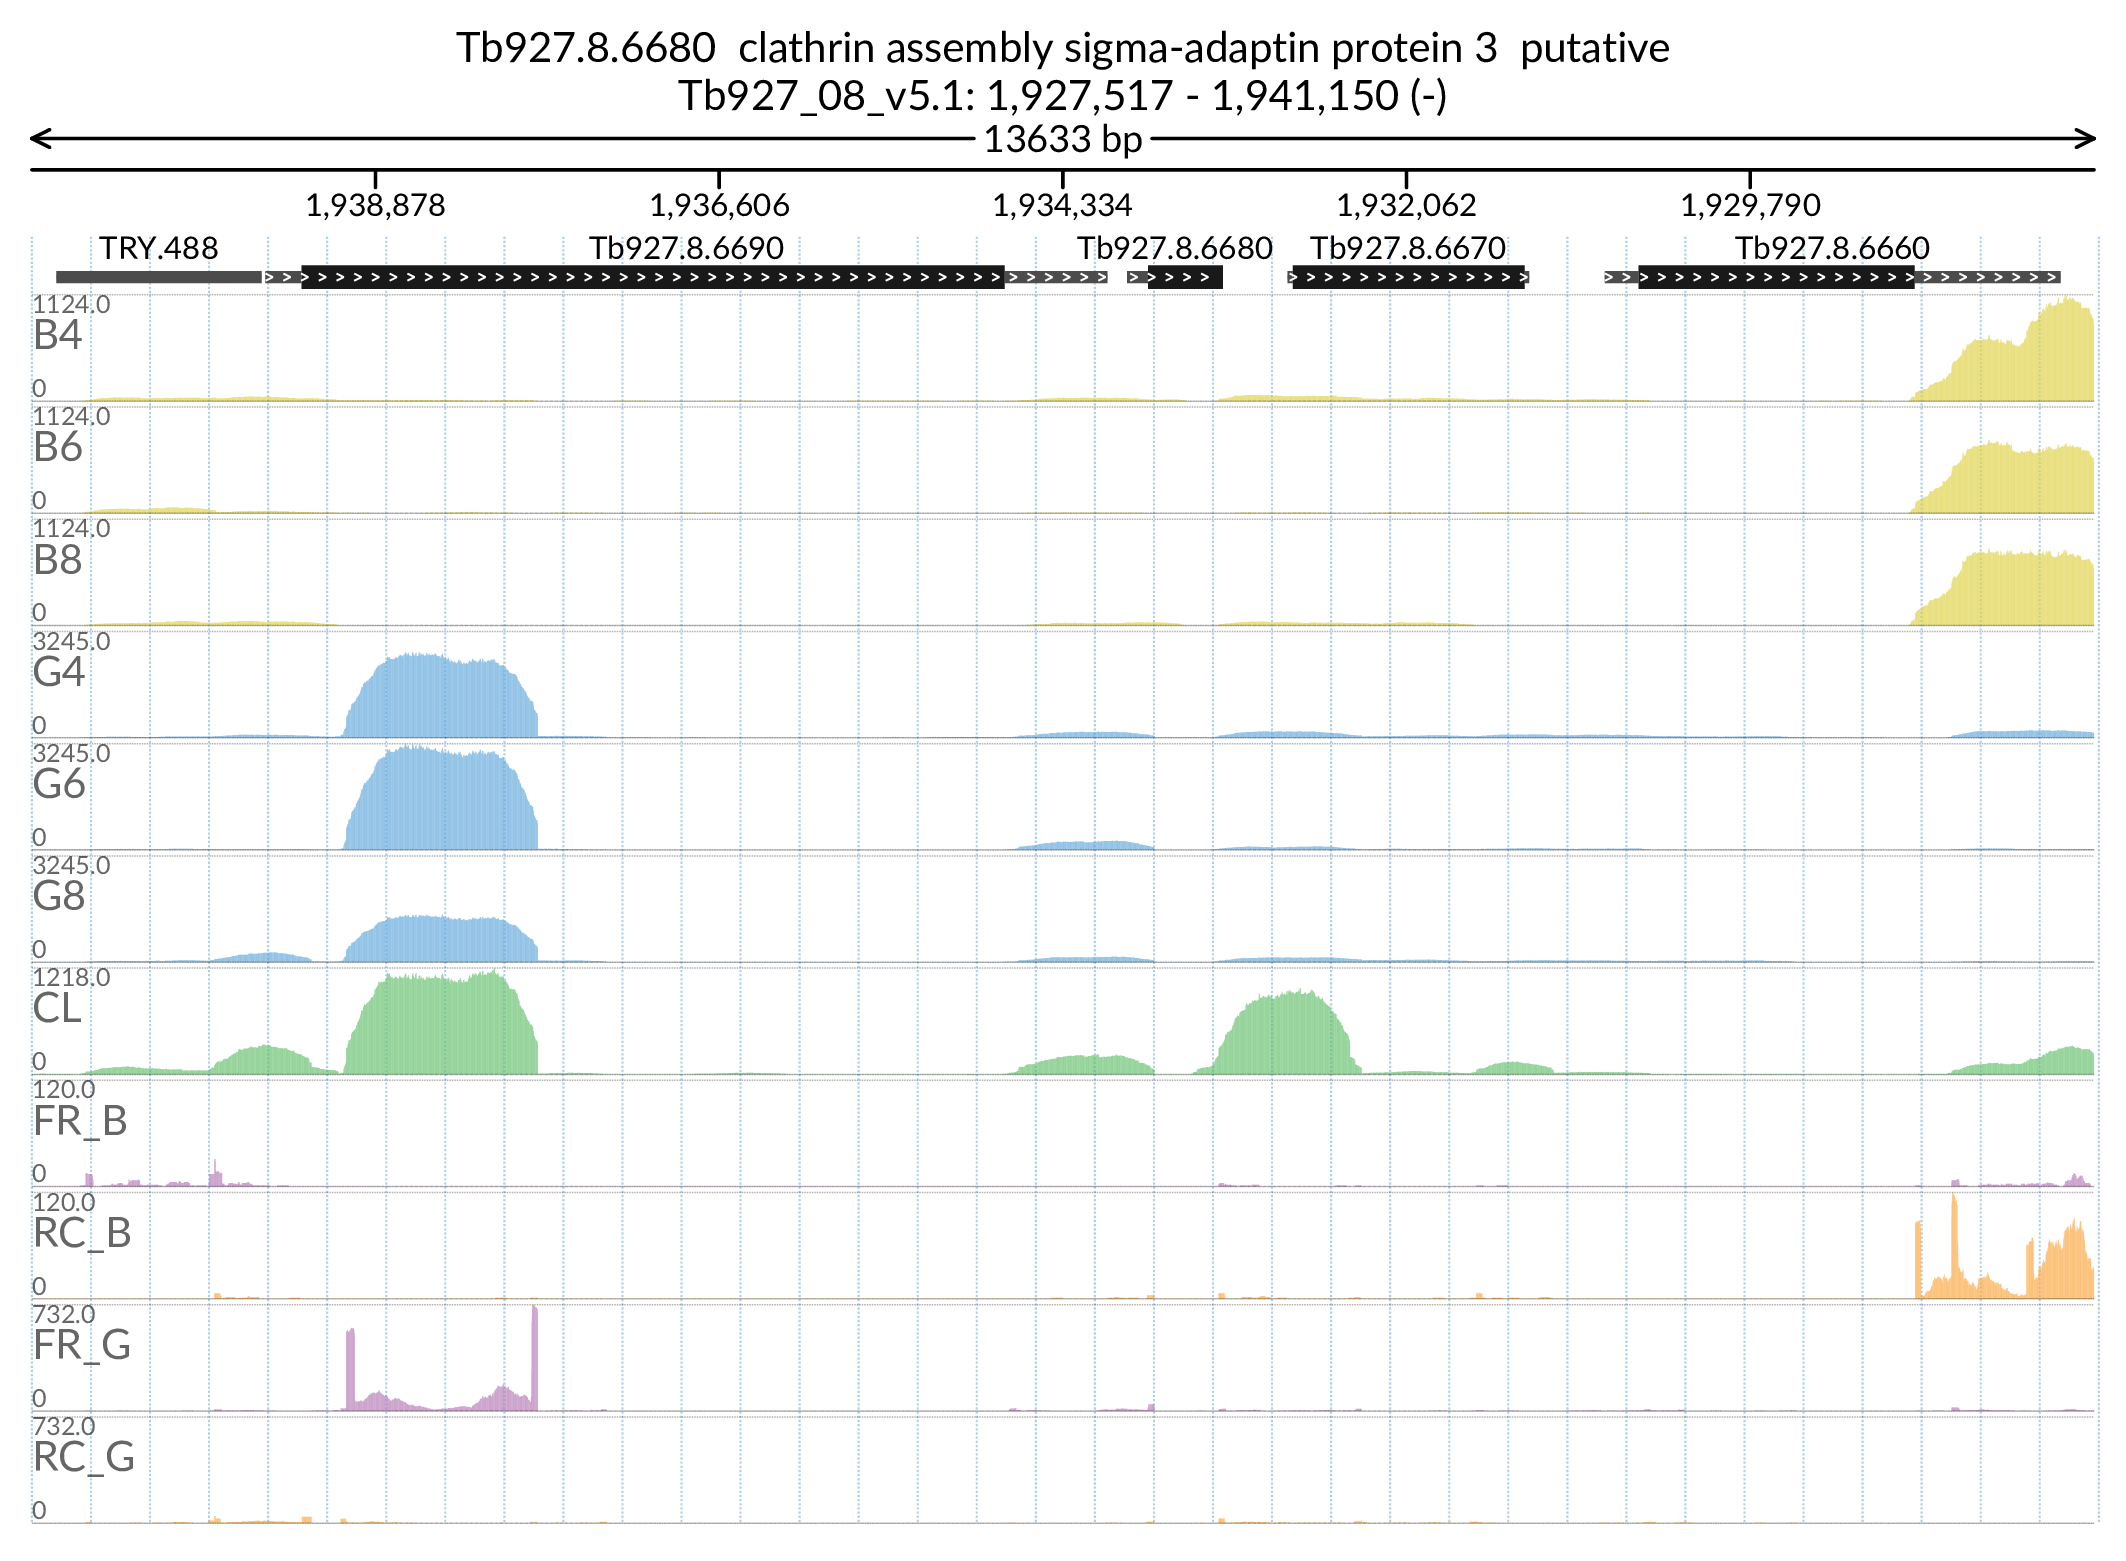 Tb927.8.6680  clathrin assembly sigma-adaptin protein 3  putative
Tb927_08_v5.1: 1,927,517 - 1,941,150 (-)
13633 bp
1,938,878 1,936,606 1,934,334 1,932,062 1,929,790
TRY.488 Tb927.8.6690 Tb927.8.6680 Tb927.8.6670 Tb927.8.6660
1124.0
B4
0
1124.0
B6
0
1124.0
B8
0
3245.0
G4
0
3245.0
G6
0
3245.0
G8
0
1218.0
CL
0
120.0
FR_B
0
120.0
RC_B
0
732.0
FR_G
0
732.0
RC_G
0